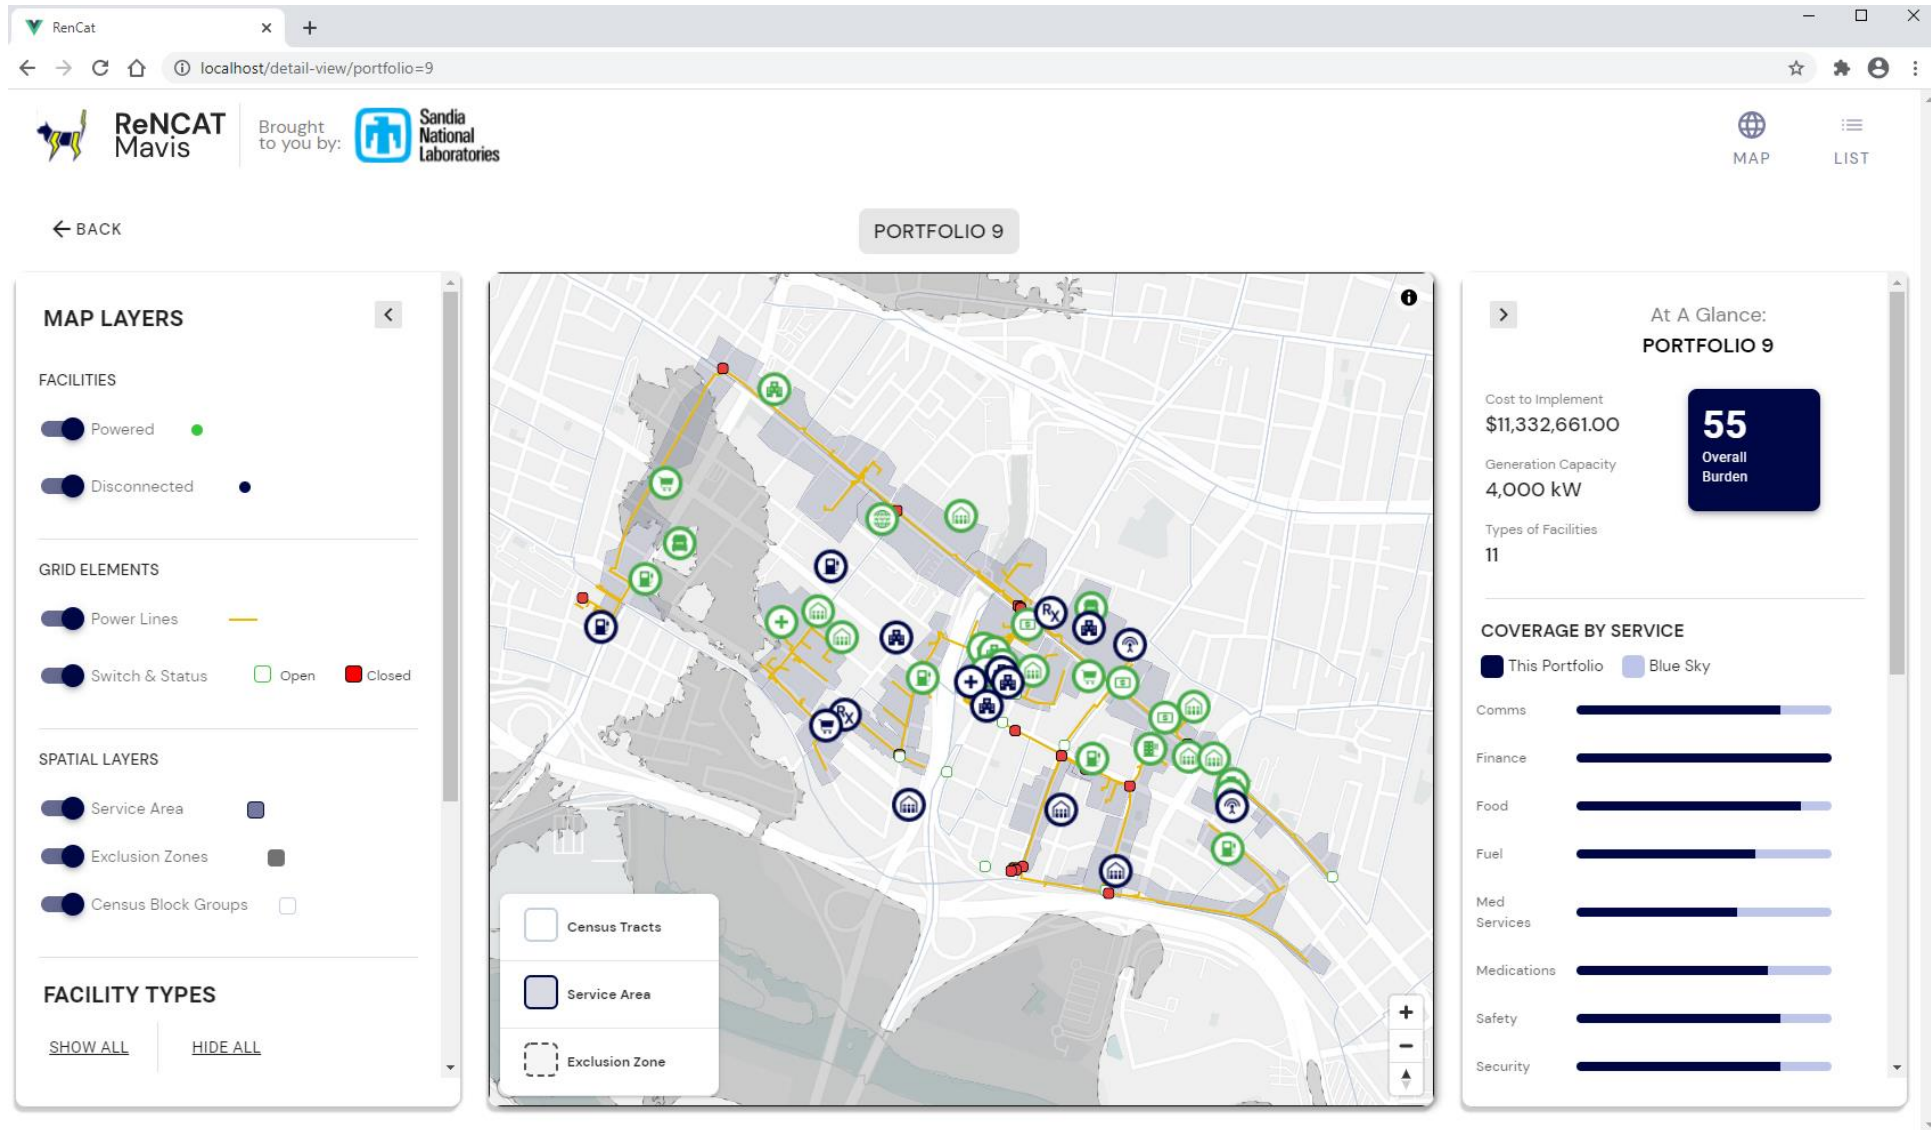 RenCat
localhost/detail-view/portfolio=9
ReNCAT
Mavis
Brought
to you by:
Sandia
National
Laboratories
MAP
LIST
BACK
PORTFOLIO 9
MAP LAYERS
FACILITIES
Powered
Disconnected
GRID ELEMENTS
Power Lines
Switch & Status
Open
Closed
SPATIAL LAYERS
Service Area
Exclusion Zones
Census Block Groups
FACILITY TYPES
SHOW ALL
HIDE ALL
Rx
Rx
Census Tracts
Service Area
Exclusion Zone
At A Glance:
PORTFOLIO 9
Cost to Implement
$11,332,661.00
Generation Capacity
4,000 kW
Types of Facilities
11
55
Overall
Burden
COVERAGE BY SERVICE
This Portfolio
Blue Sky
Comms
Finance
Food
Fuel
Med
Services
Medications
Safety
Security